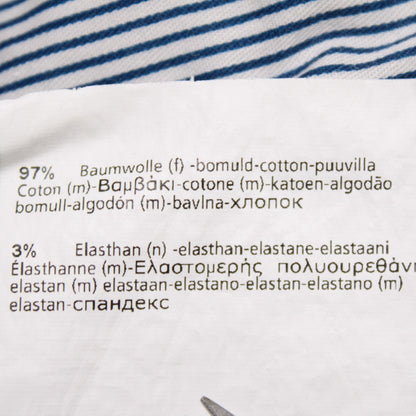 97% Baumwolle (f) -bomuld-cotton-puuvilla
Coton (m)-Βαμβάκι-cotone (m)-katoen-algodão
bomull-algodón (m)-bavlna-хлопок
3% Elasthan (n) -elasthan-elastane-elastaani
Élasthanne (m)-Ελαστομερής πολυουρεθάνη
elastan (m) elastaan-elastano-elastan-elastano (m)
elastan-спандекс